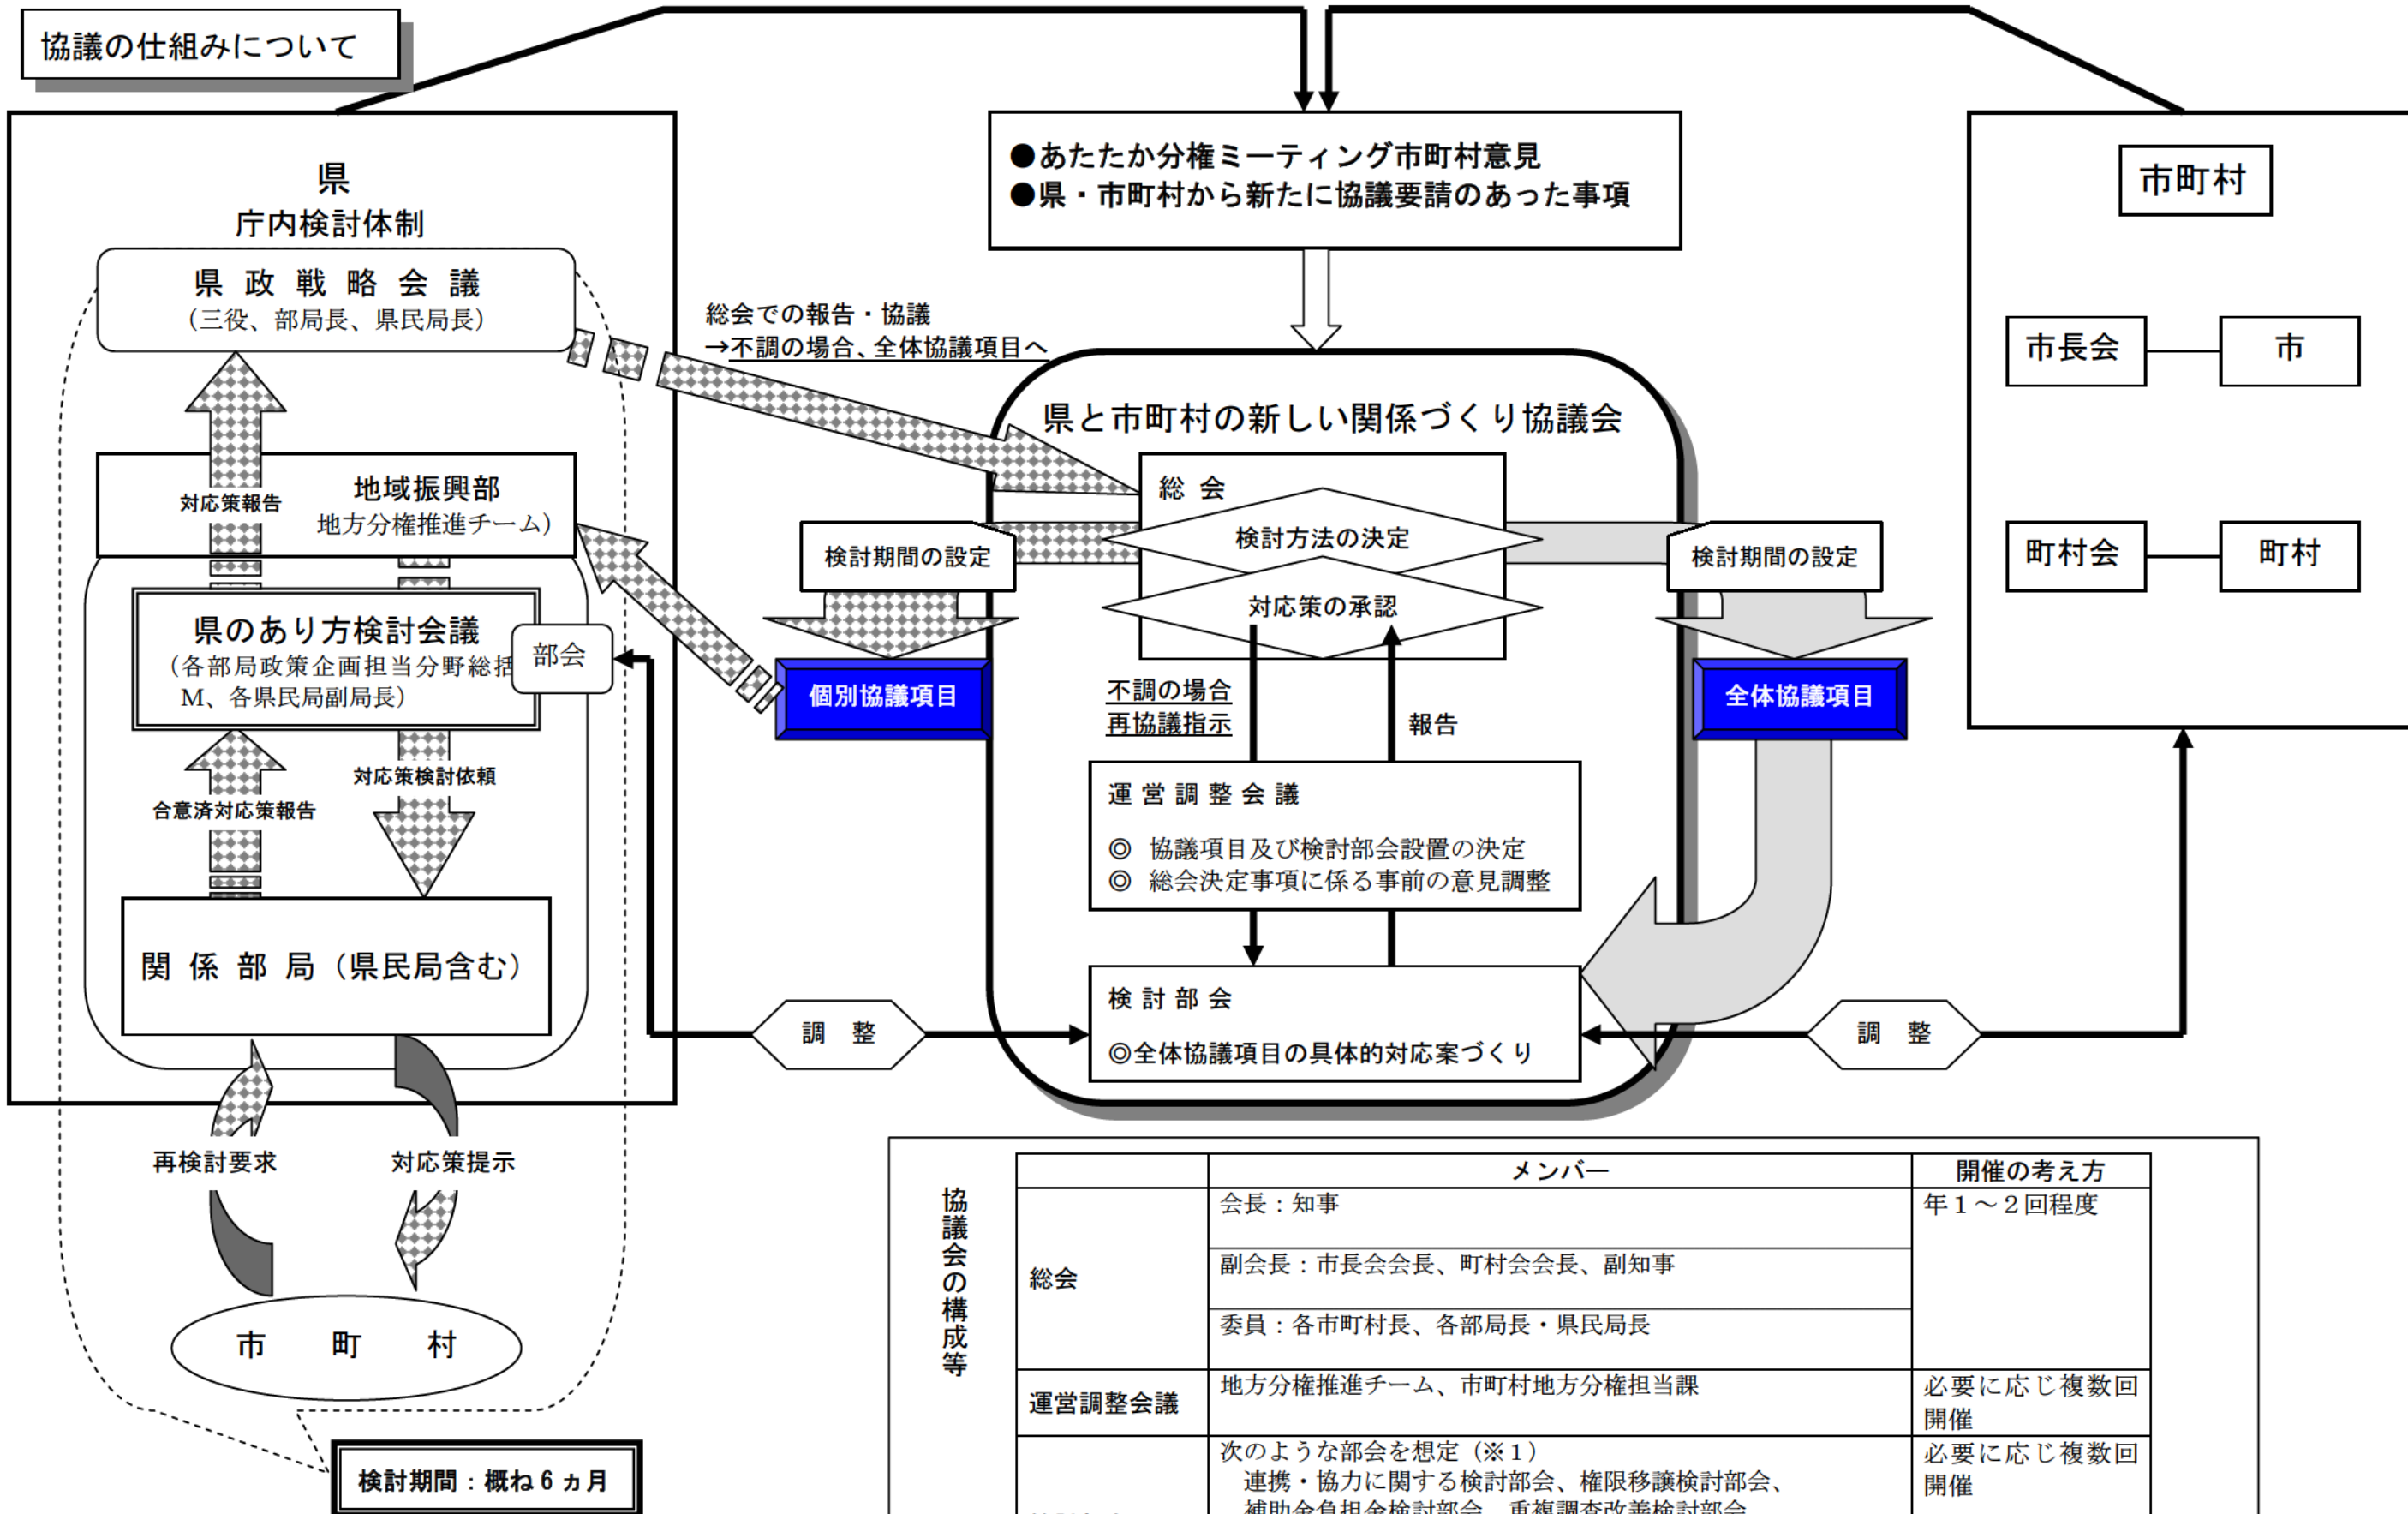 協議の仕組みについて
●あたたか分権ミーティング市町村意見
●県・市町村から新たに協議要請のあった事項
県
庁内検討体制
県政戦略会議
（三役、部局長、県民局長）
対応策報告
地域振興部
地方分権推進チーム）
県のあり方検討会議
（各部局政策企画担当分野総括
M、各県民局副局長）
部会
合意済対応策報告
対応策検討依頼
関係部局（県民局含む）
再検討要求
対応策提示
市町村
検討期間：概ね6ヵ月
総会での報告・協議
→不調の場合、全体協議項目へ
県と市町村の新しい関係づくり協議会
総会
検討方法の決定
対応策の承認
検討期間の設定
検討期間の設定
個別協議項目
全体協議項目
不調の場合
再協議指示
報告
運営調整会議
◎ 協議項目及び検討部会設置の決定
◎ 総会決定事項に係る事前の意見調整
検討部会
◎全体協議項目の具体的対応案づくり
調 整
調 整
市町村
市長会
市
町村会
町村
協議会の構成等
メンバー
開催の考え方
総会
会長：知事
年１～２回程度
副会長：市長会会長、町村会会長、副知事
委員：各市町村長、各部局長・県民局長
運営調整会議
地方分権推進チーム、市町村地方分権担当課
必要に応じ複数回
開催
次のような部会を想定（※１）
連携・協力に関する検討部会、権限移譲検討部会、
補助金負担金検討部会、重複調査改善検討部会
必要に応じ複数回
開催